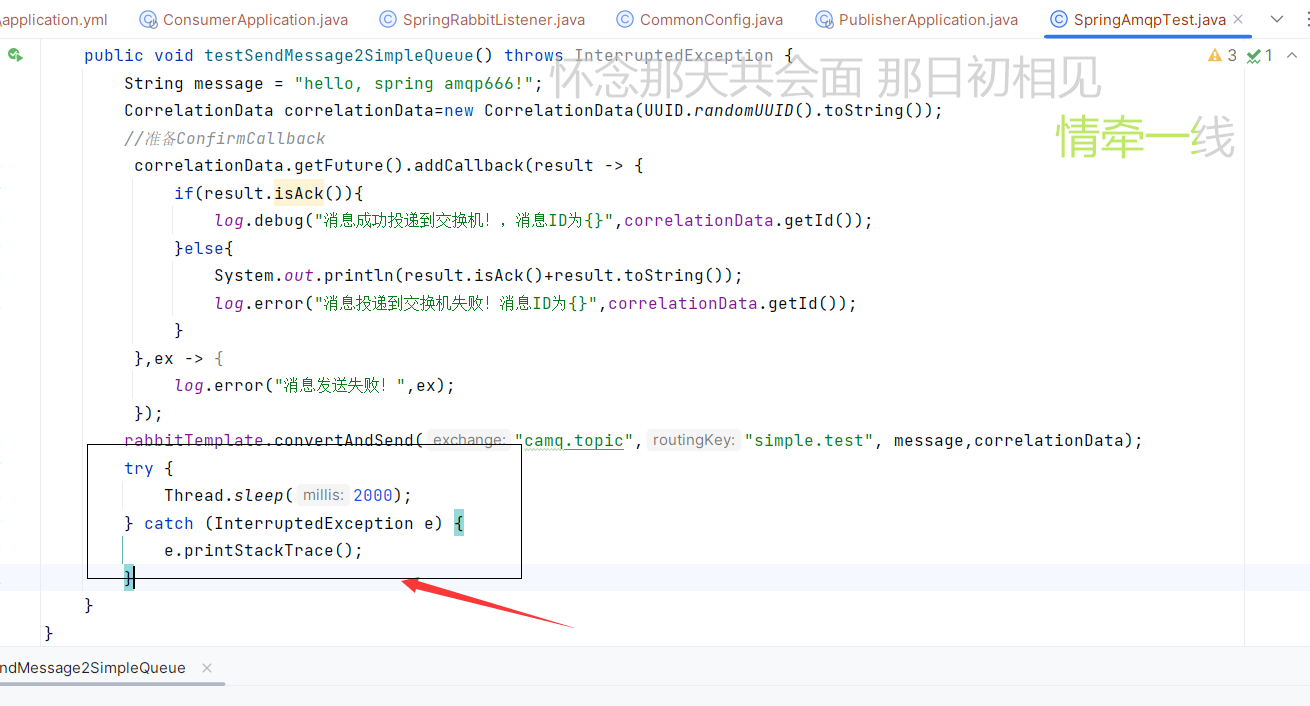 application.yml ConsumerApplication.java SpringRabbitListener.java CommonConfig.java PublisherApplication.java SpringAmqpTest.java
public void testSendMessage2SimpleQueue() throws InterruptedException { 3 1
怀念那天共会面 那日初相见
String message = "hello, spring amqp666!";
CorrelationData correlationData=new CorrelationData(UUID.randomUUID().toString());
情牵一线
//准备ConfirmCallback
correlationData.getFuture().addCallback(result -> {
if(result.isAck()){
log.debug("消息成功投递到交换机!，消息ID为{}",correlationData.getId());
}else{
System.out.println(result.isAck()+result.toString());
log.error("消息投递到交换机失败！消息ID为{}",correlationData.getId());
}
},ex -> {
log.error("消息发送失败！",ex);
});
rabbitTemplate.convertAndSend( exchange: "camq.topic", routingKey: "simple.test", message,correlationData);
try {
Thread.sleep( millis: 2000);
} catch (InterruptedException e) {
e.printStackTrace();
}
}
}
ndMessage2SimpleQueue